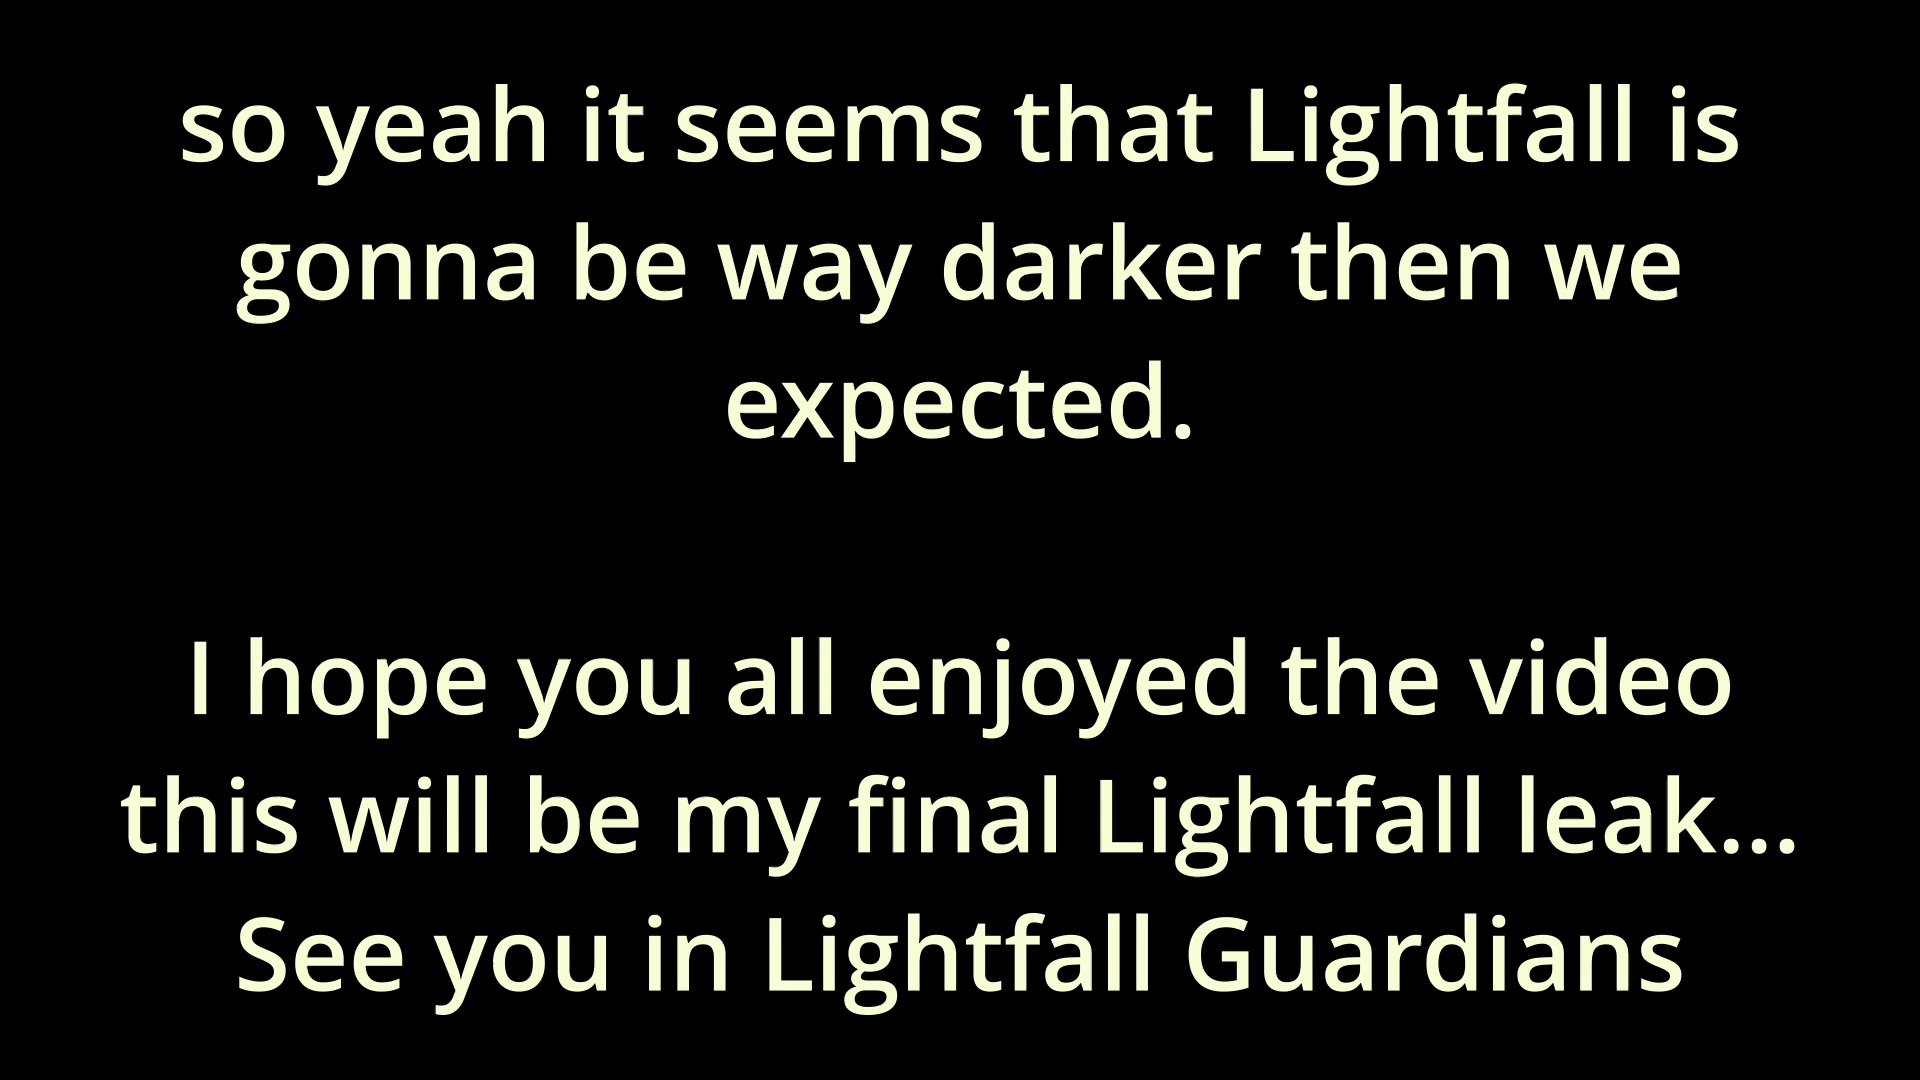 so yeah it seems that Lightfall is
gonna be way darker then we
expected.
I hope you all enjoyed the video
this will be my final Lightfall leak...
See you in Lightfall Guardians